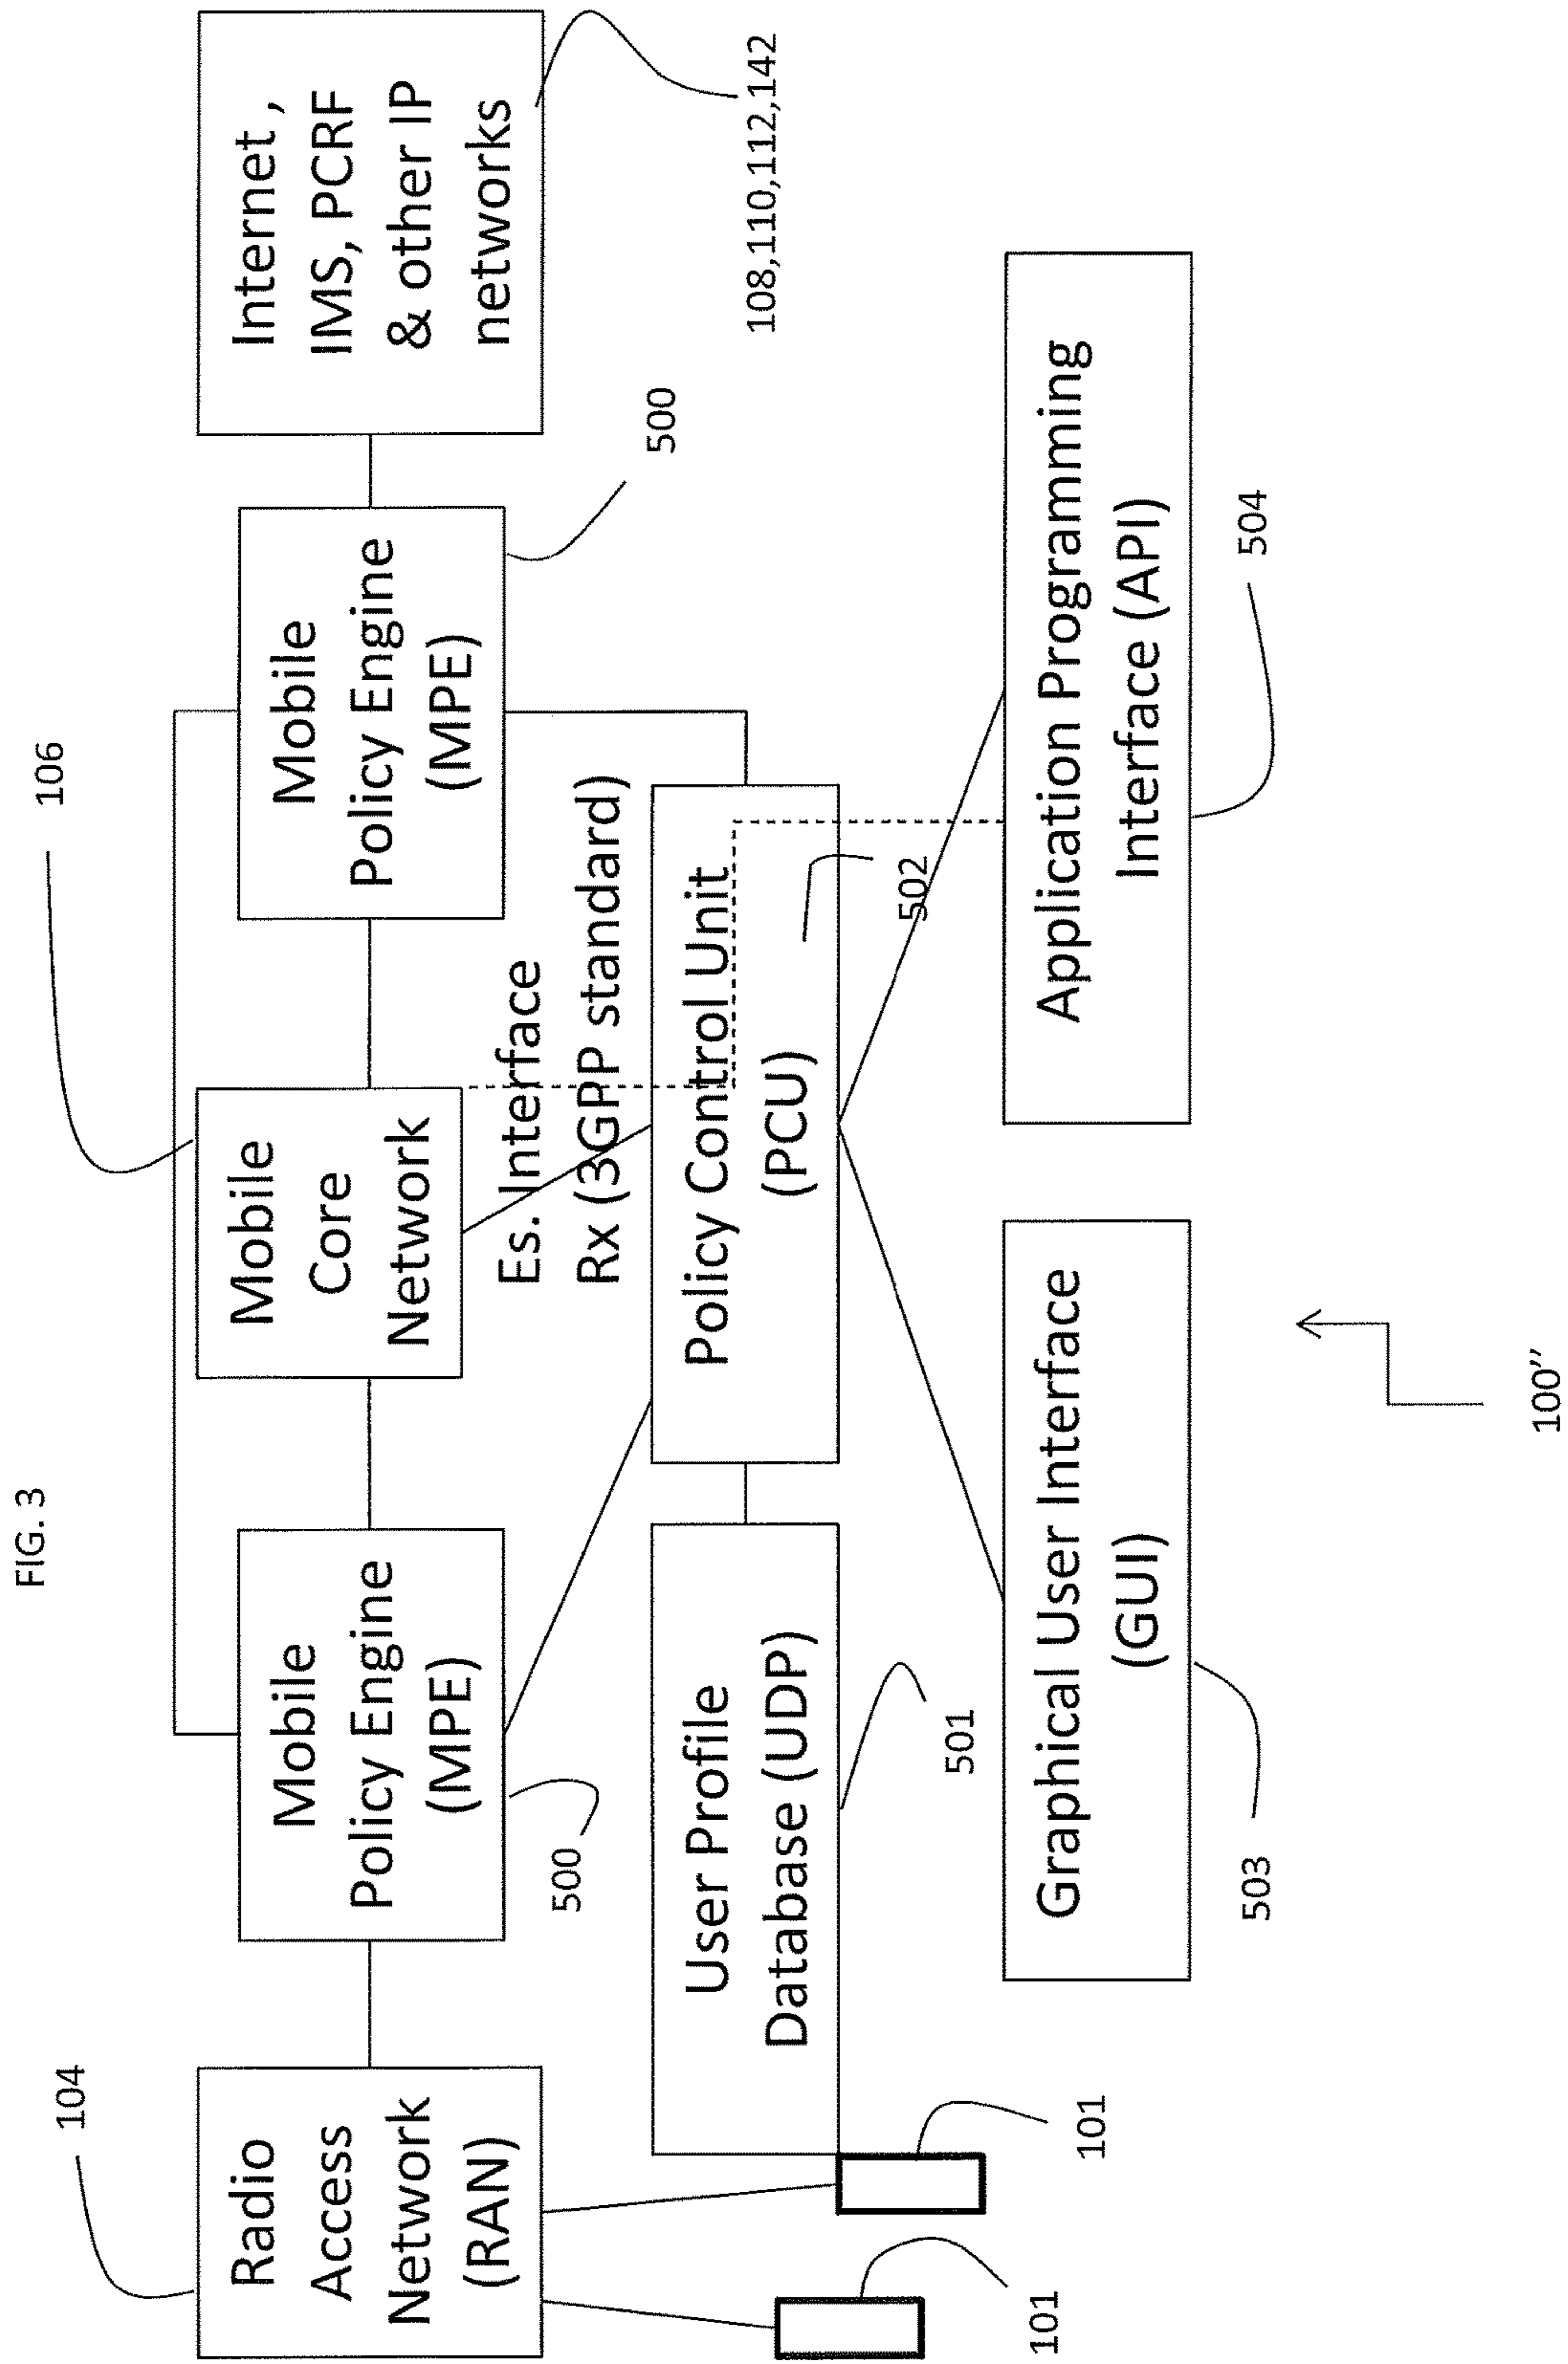 FIG. 3
104
106
Radio
Access
Network
(RAN)
Mobile
Policy Engine
(MPE)
Mobile
Core
Network
Mobile
Policy Engine
(MPE)
Internet ,
IMS, PCRF
& other IP
networks
500
500
108,110,112,142
Es. Interface
Rx (3GPP standard)
User Profile
Database (UDP)
Policy Control Unit
(PCU)
501
502
101
101
Graphical User Interface
(GUI)
Application Programming
Interface (API)
503
504
100"